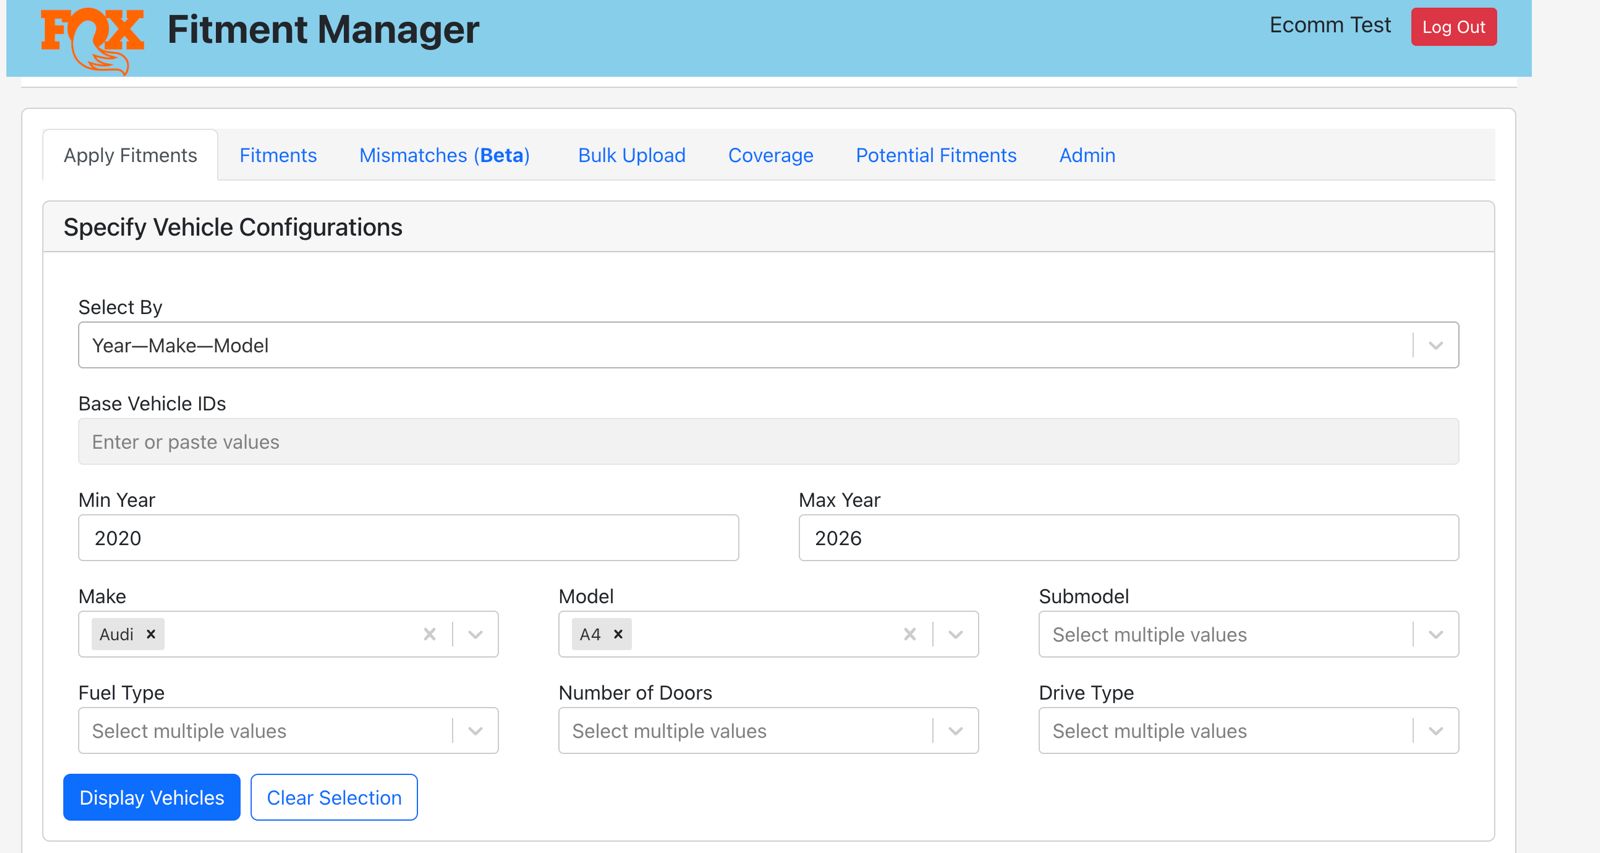 FOX Fitment Manager
Ecomm Test
Log Out
Apply Fitments Fitments Mismatches (Beta) Bulk Upload Coverage Potential Fitments Admin
Specify Vehicle Configurations
Select By
Year—Make—Model
Base Vehicle IDs
Enter or paste values
Min Year Max Year
2020 2026
Make Model Submodel
Audi × A4 × Select multiple values
Fuel Type Number of Doors Drive Type
Select multiple values Select multiple values Select multiple values
Display Vehicles Clear Selection